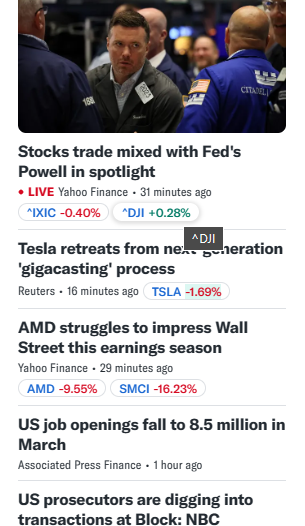 188
CITADEL
Stocks trade mixed with Fed's
Powell in spotlight
• LIVE Yahoo Finance • 31 minutes ago
^IXIC -0.40% ^DJI +0.28%
^DJI
Tesla retreats from next-generation
'gigacasting' process
Reuters • 16 minutes ago TSLA -1.69%
AMD struggles to impress Wall
Street this earnings season
Yahoo Finance • 29 minutes ago
AMD -9.55% SMCI -16.23%
US job openings fall to 8.5 million in
March
Associated Press Finance • 1 hour ago
US prosecutors are digging into
transactions at Block: NBC